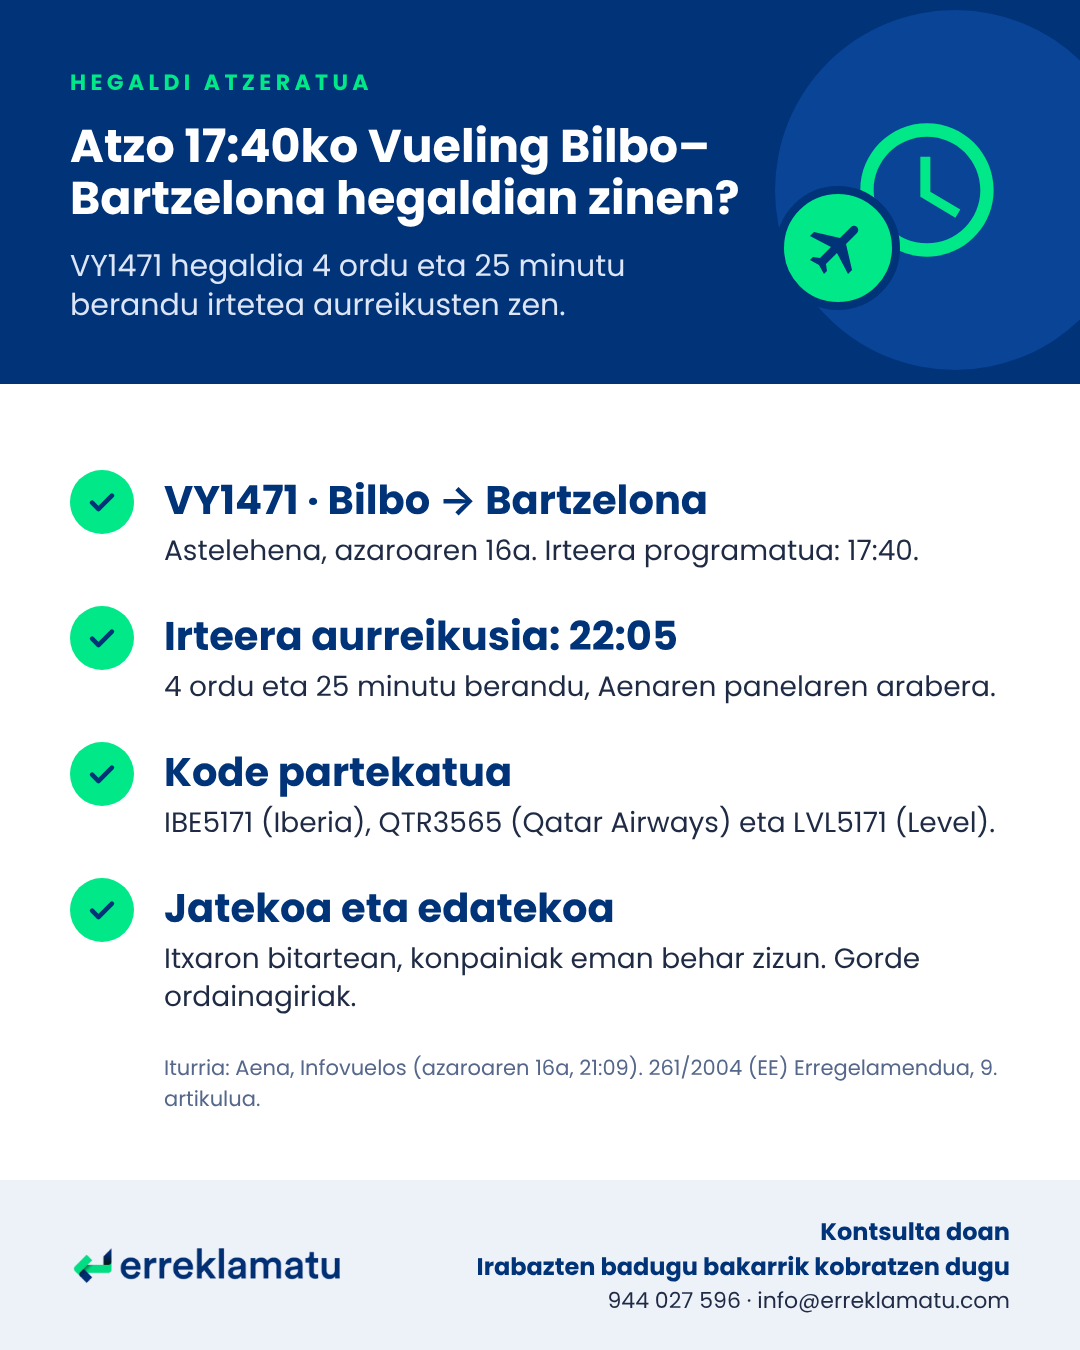 HEGALDI ATZERATUA
Atzo 17:40ko Vueling Bilbo–
Bartzelona hegaldian zinen?
VY1471 hegaldia 4 ordu eta 25 minutu
berandu irtetea aurreikusten zen.
VY1471 · Bilbo → Bartzelona
Astelehena, azaroaren 16a. Irteera programatua: 17:40.
Irteera aurreikusia: 22:05
4 ordu eta 25 minutu berandu, Aenaren panelaren arabera.
Kode partekatua
IBE5171 (Iberia), QTR3565 (Qatar Airways) eta LVL5171 (Level).
Jatekoa eta edatekoa
Itxaron bitartean, konpainiak eman behar zizun. Gorde
ordainagiriak.
Iturria: Aena, Infovuelos (azaroaren 16a, 21:09). 261/2004 (EE) Erregelamendua, 9.
artikulua.
erreklamatu
Kontsulta doan
Irabazten badugu bakarrik kobratzen dugu
944 027 596 · info@erreklamatu.com